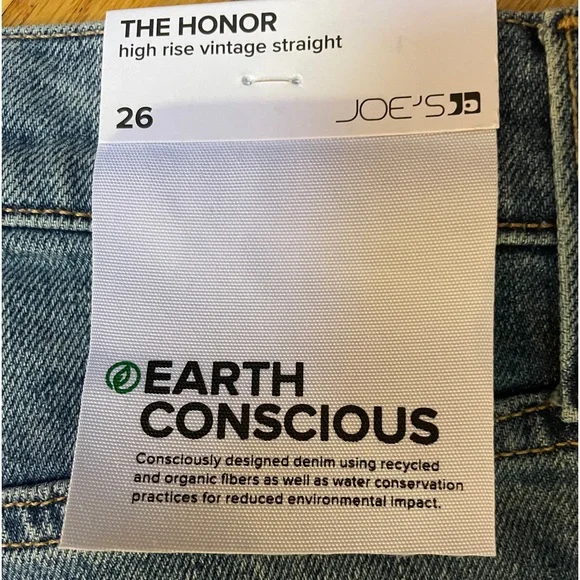 THE HONOR
high rise vintage straight
26
JOE'S
EARTH
CONSCIOUS
Consciously designed denim using recycled
and organic fibers as well as water conservation
practices for reduced environmental impact.